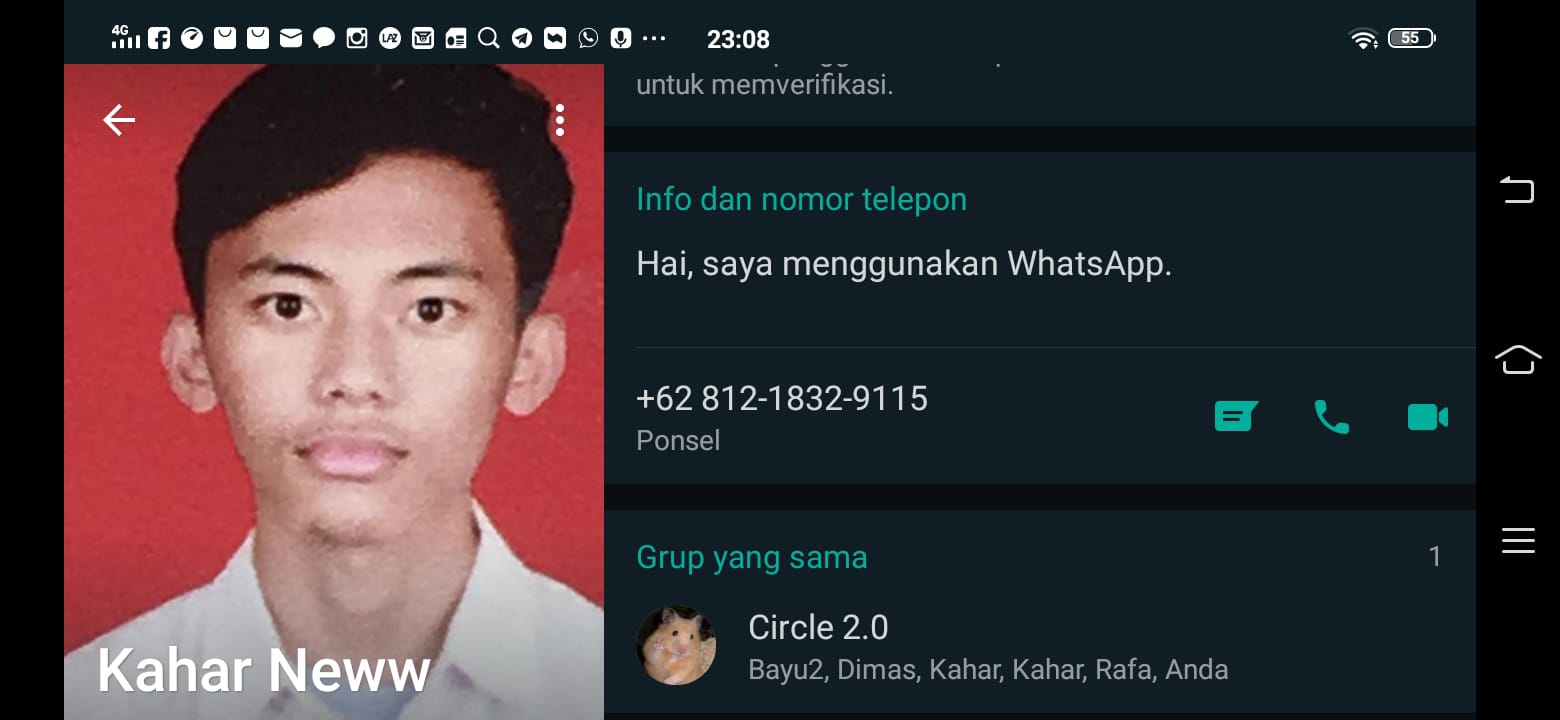 4G
LAZ
23:08
55
untuk memverifikasi.
Info dan nomor telepon
Hai, saya menggunakan WhatsApp.
+62 812-1832-9115
Ponsel
Grup yang sama
1
Circle 2.0
Bayu2, Dimas, Kahar, Kahar, Rafa, Anda
Kahar Neww